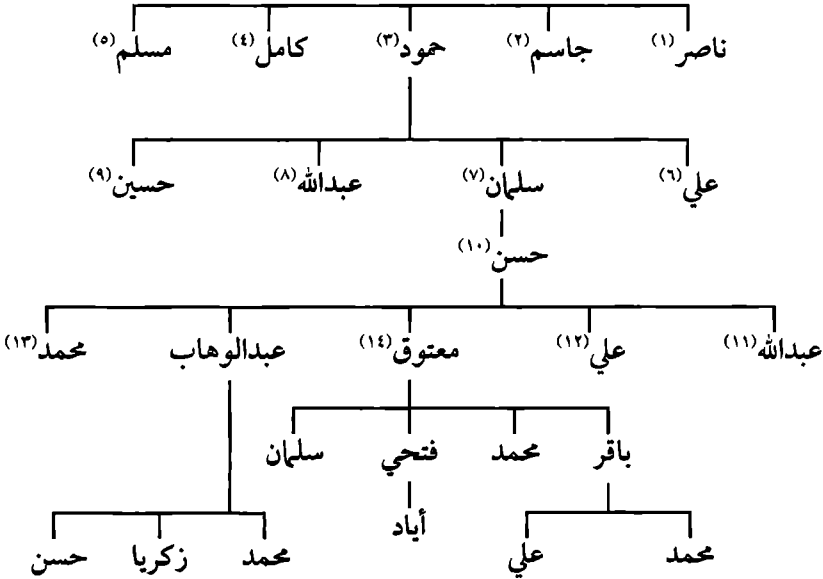 ناصر (١) جاسم (٢) حمود (٣) كامل (٤) مسلم (٥)
علي (٦) سلمان (٧) عبدالله (٨) حسين (٩)
حسن (١٠)
عبدالله (١١) علي (١٢) معتوق (١٤) عبدالوهاب محمد (١٣)
باقر محمد فتحي سلمان
أياد
محمد علي محمد زكريا حسن